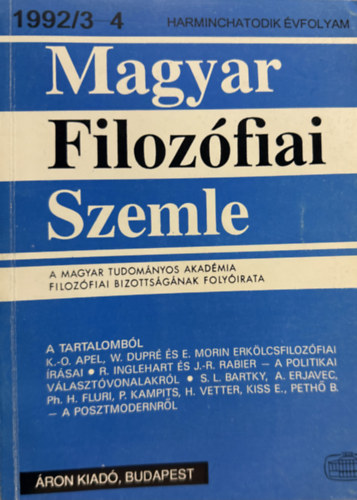 1992/3–4 HARMINCHATODIK ÉVFOLYAM
Magyar
Filozófiai
Szemle
A MAGYAR TUDOMÁNYOS AKADÉMIA
FILOZÓFIAI BIZOTTSÁGÁNAK FOLYÓIRATA
A TARTALOMBÓL
K.-O. APEL, W. DUPRÉ ÉS E. MORIN ERKÖLCSFILOZÓFIAI
ÍRÁSAI ● R. INGLEHART ÉS J.-R. RABIER – A POLITIKAI
VÁLASZTÓVONALAKRÓL ● S. L. BARTKY, A. ERJAVEC,
Ph. H. FLURI, P. KAMPITS, H. VETTER, KISS E., PETHŐ B.
– A POSZTMODERNRŐL
ÁRON KIADÓ, BUDAPEST